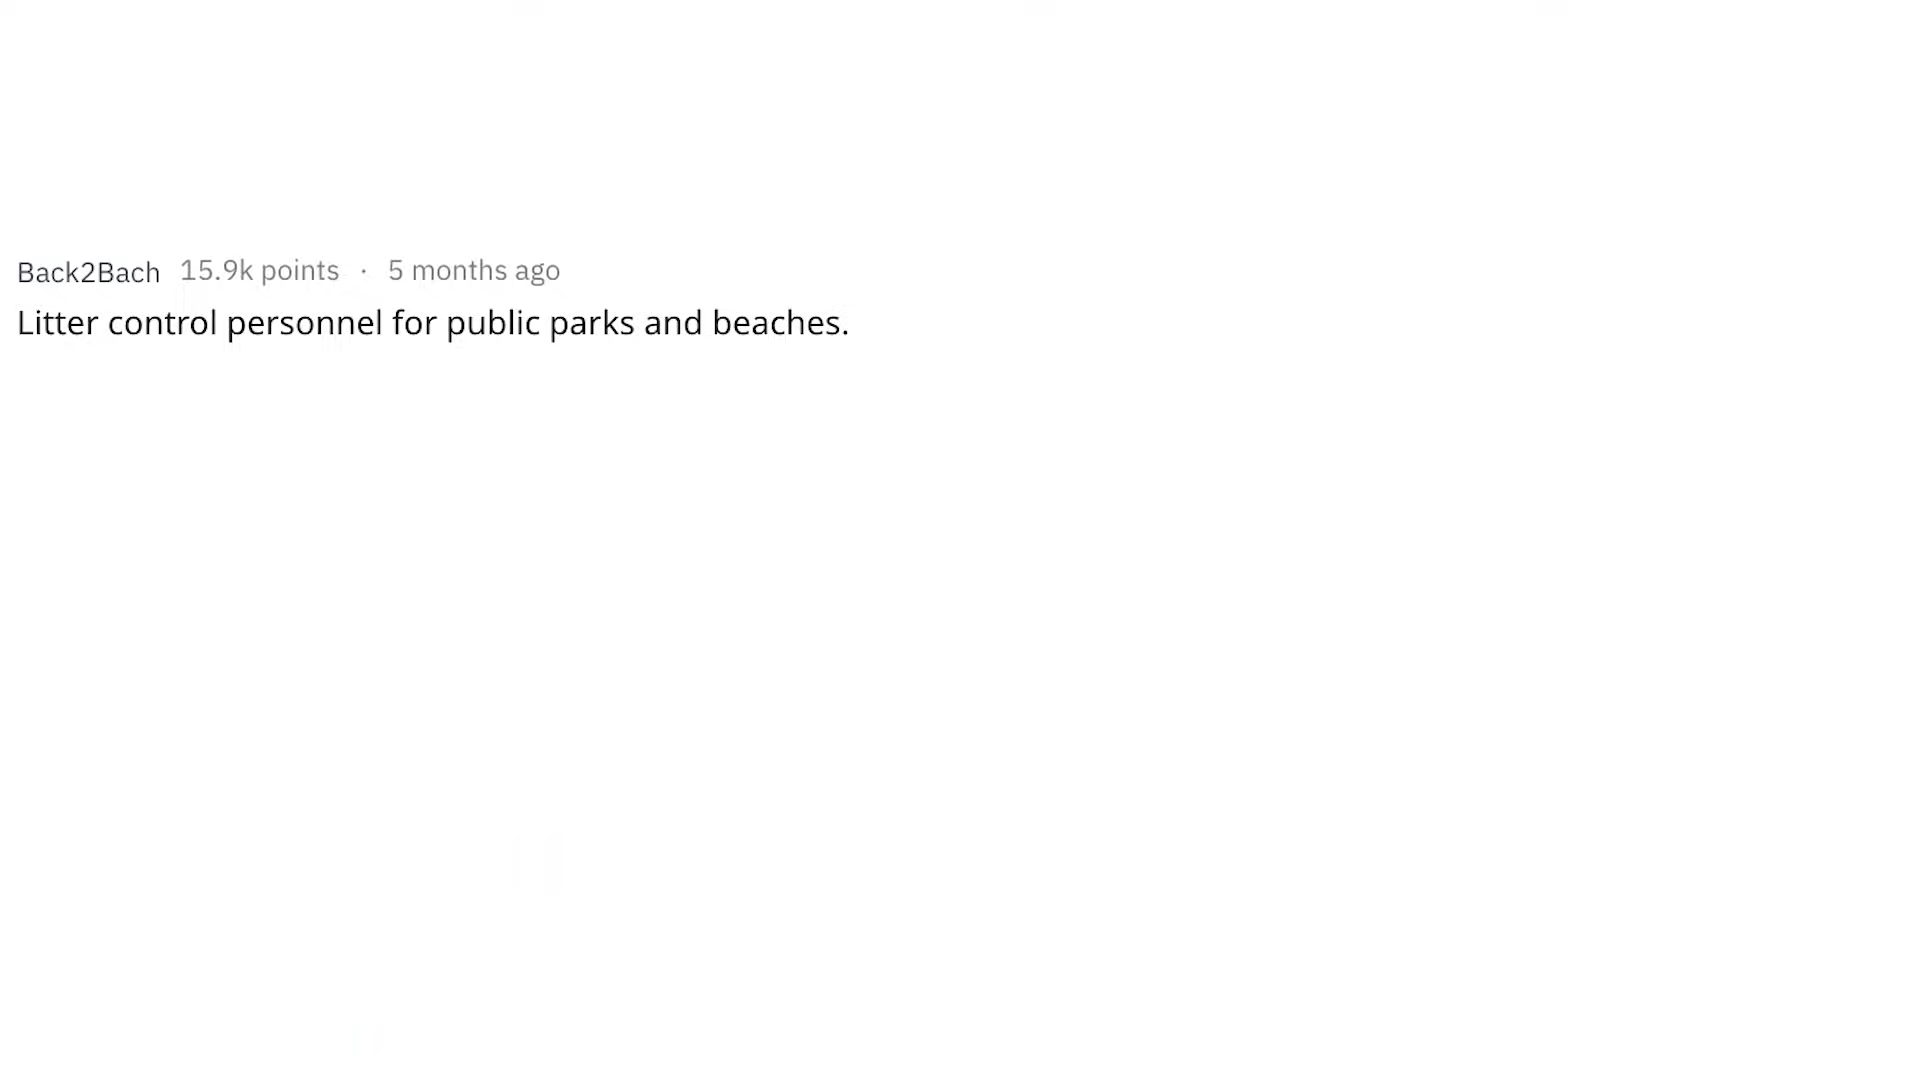 Back2Bach 15.9k points · 5 months ago
Litter control personnel for public parks and beaches.